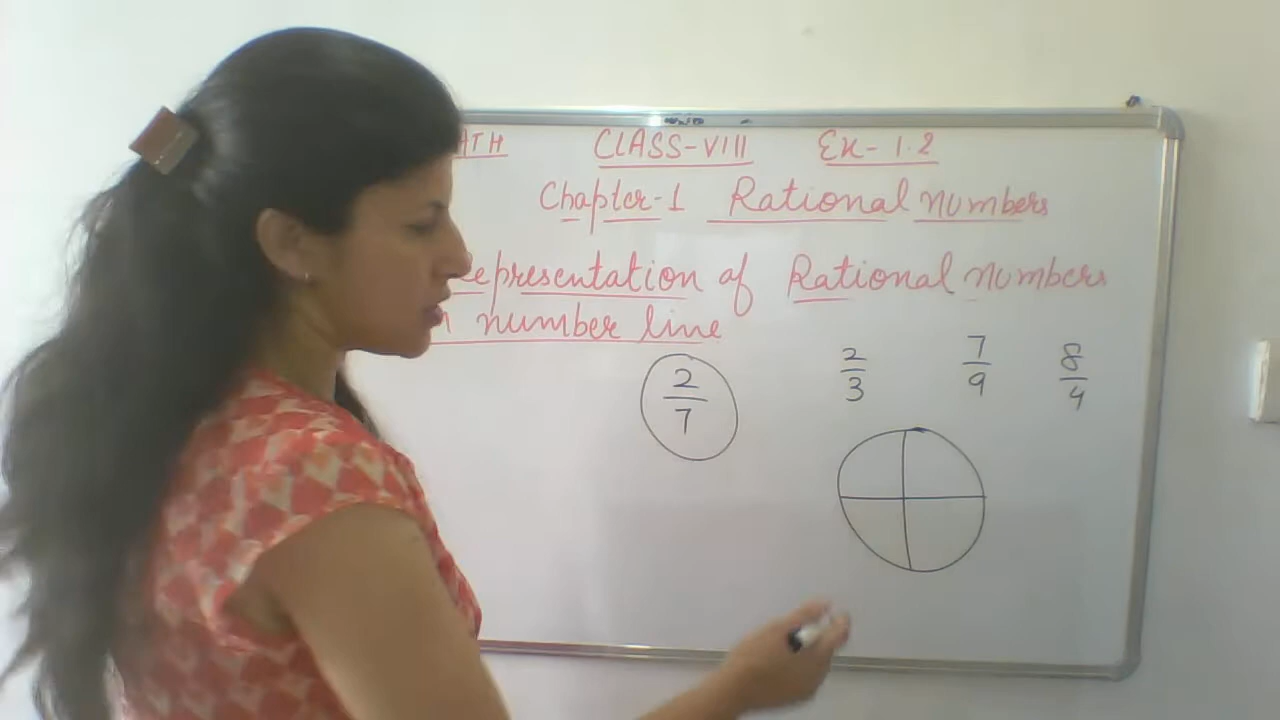 ATH CLASS-VIII Ex-1.2
Chapter-1 Rational numbers
epresentation of Rational numbers
n number line
2/7 2/3 7/9 8/4